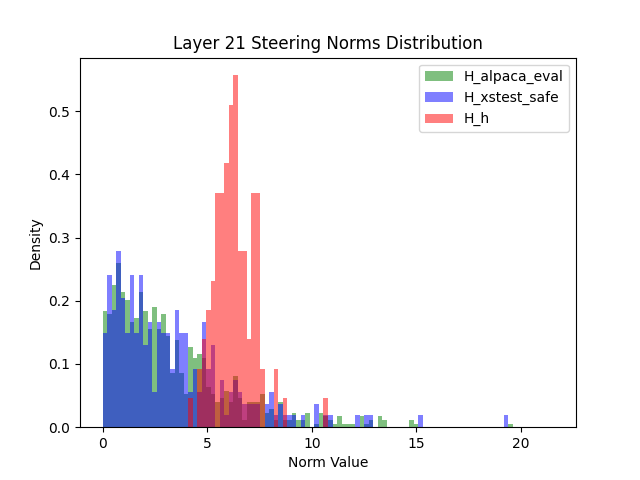 Layer 21 Steering Norms Distribution
H_alpaca_eval
H_xstest_safe
H_h
Density
0.5
0.4
0.3
0.2
0.1
0.0
0 5 10 15 20
Norm Value